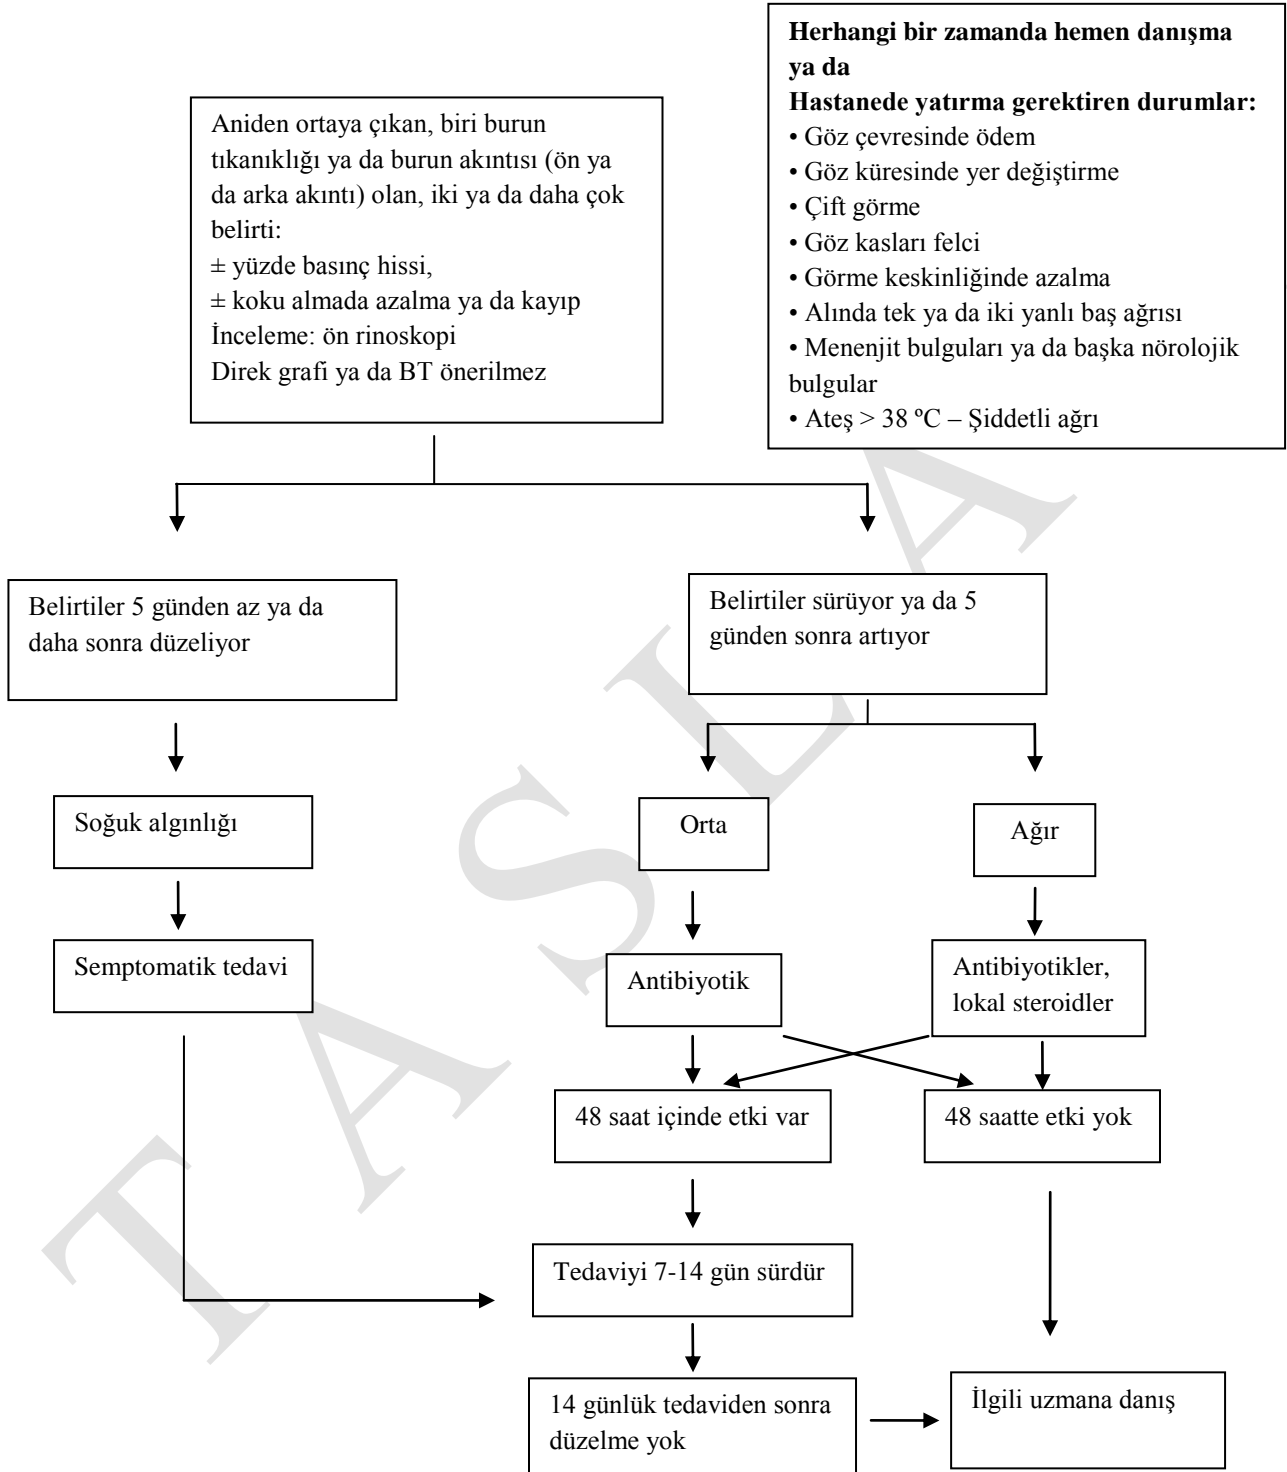 Herhangi bir zamanda hemen danışma
ya da
Hastanede yatırma gerektiren durumlar:
• Göz çevresinde ödem
• Göz küresinde yer değiştirme
• Çift görme
• Göz kasları felci
• Görme keskinliğinde azalma
• Alında tek ya da iki yanlı baş ağrısı
• Menenjit bulguları ya da başka nörolojik
bulgular
• Ateş > 38 ºC – Şiddetli ağrı
Aniden ortaya çıkan, biri burun
tıkanıklığı ya da burun akıntısı (ön ya
da arka akıntı) olan, iki ya da daha çok
belirti:
± yüzde basınç hissi,
± koku almada azalma ya da kayıp
İnceleme: ön rinoskopi
Direk grafi ya da BT önerilmez
Belirtiler 5 günden az ya da
daha sonra düzeliyor
Belirtiler sürüyor ya da 5
günden sonra artıyor
Soğuk algınlığı
Orta
Ağır
Semptomatik tedavi
Antibiyotik
Antibiyotikler,
lokal steroidler
48 saat içinde etki var
48 saatte etki yok
Tedaviyi 7-14 gün sürdür
14 günlük tedaviden sonra
düzelme yok
İlgili uzmana danış
TASLA